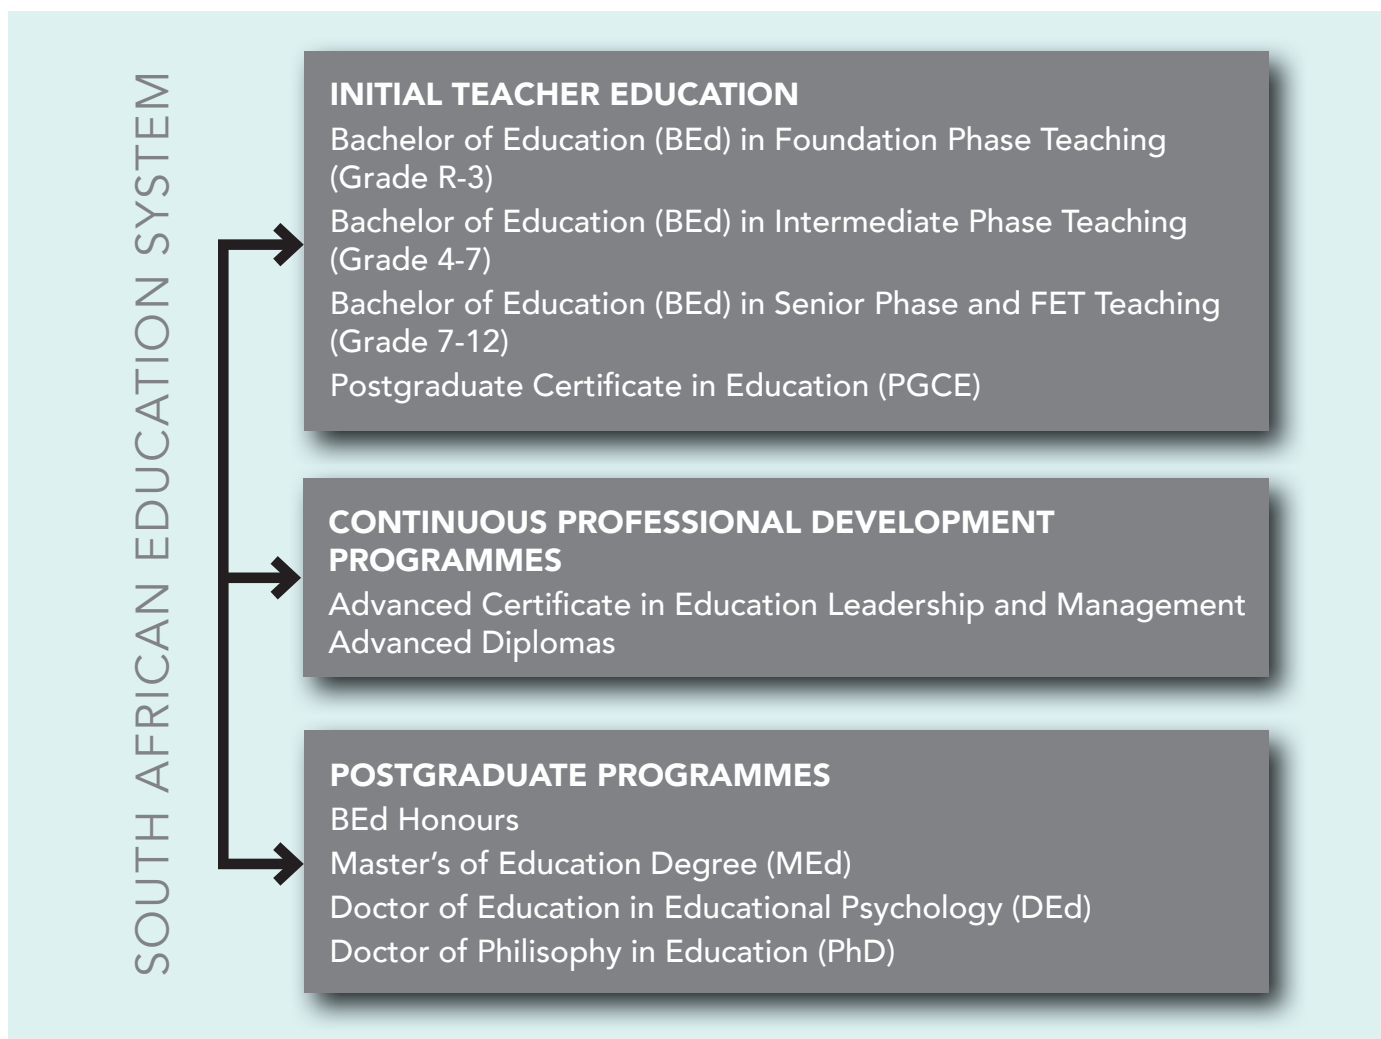 SOUTH AFRICAN EDUCATION SYSTEM
INITIAL TEACHER EDUCATION
Bachelor of Education (BEd) in Foundation Phase Teaching
(Grade R-3)
Bachelor of Education (BEd) in Intermediate Phase Teaching
(Grade 4-7)
Bachelor of Education (BEd) in Senior Phase and FET Teaching
(Grade 7-12)
Postgraduate Certificate in Education (PGCE)
CONTINUOUS PROFESSIONAL DEVELOPMENT
PROGRAMMES
Advanced Certificate in Education Leadership and Management
Advanced Diplomas
POSTGRADUATE PROGRAMMES
BEd Honours
Master’s of Education Degree (MEd)
Doctor of Education in Educational Psychology (DEd)
Doctor of Philisophy in Education (PhD)